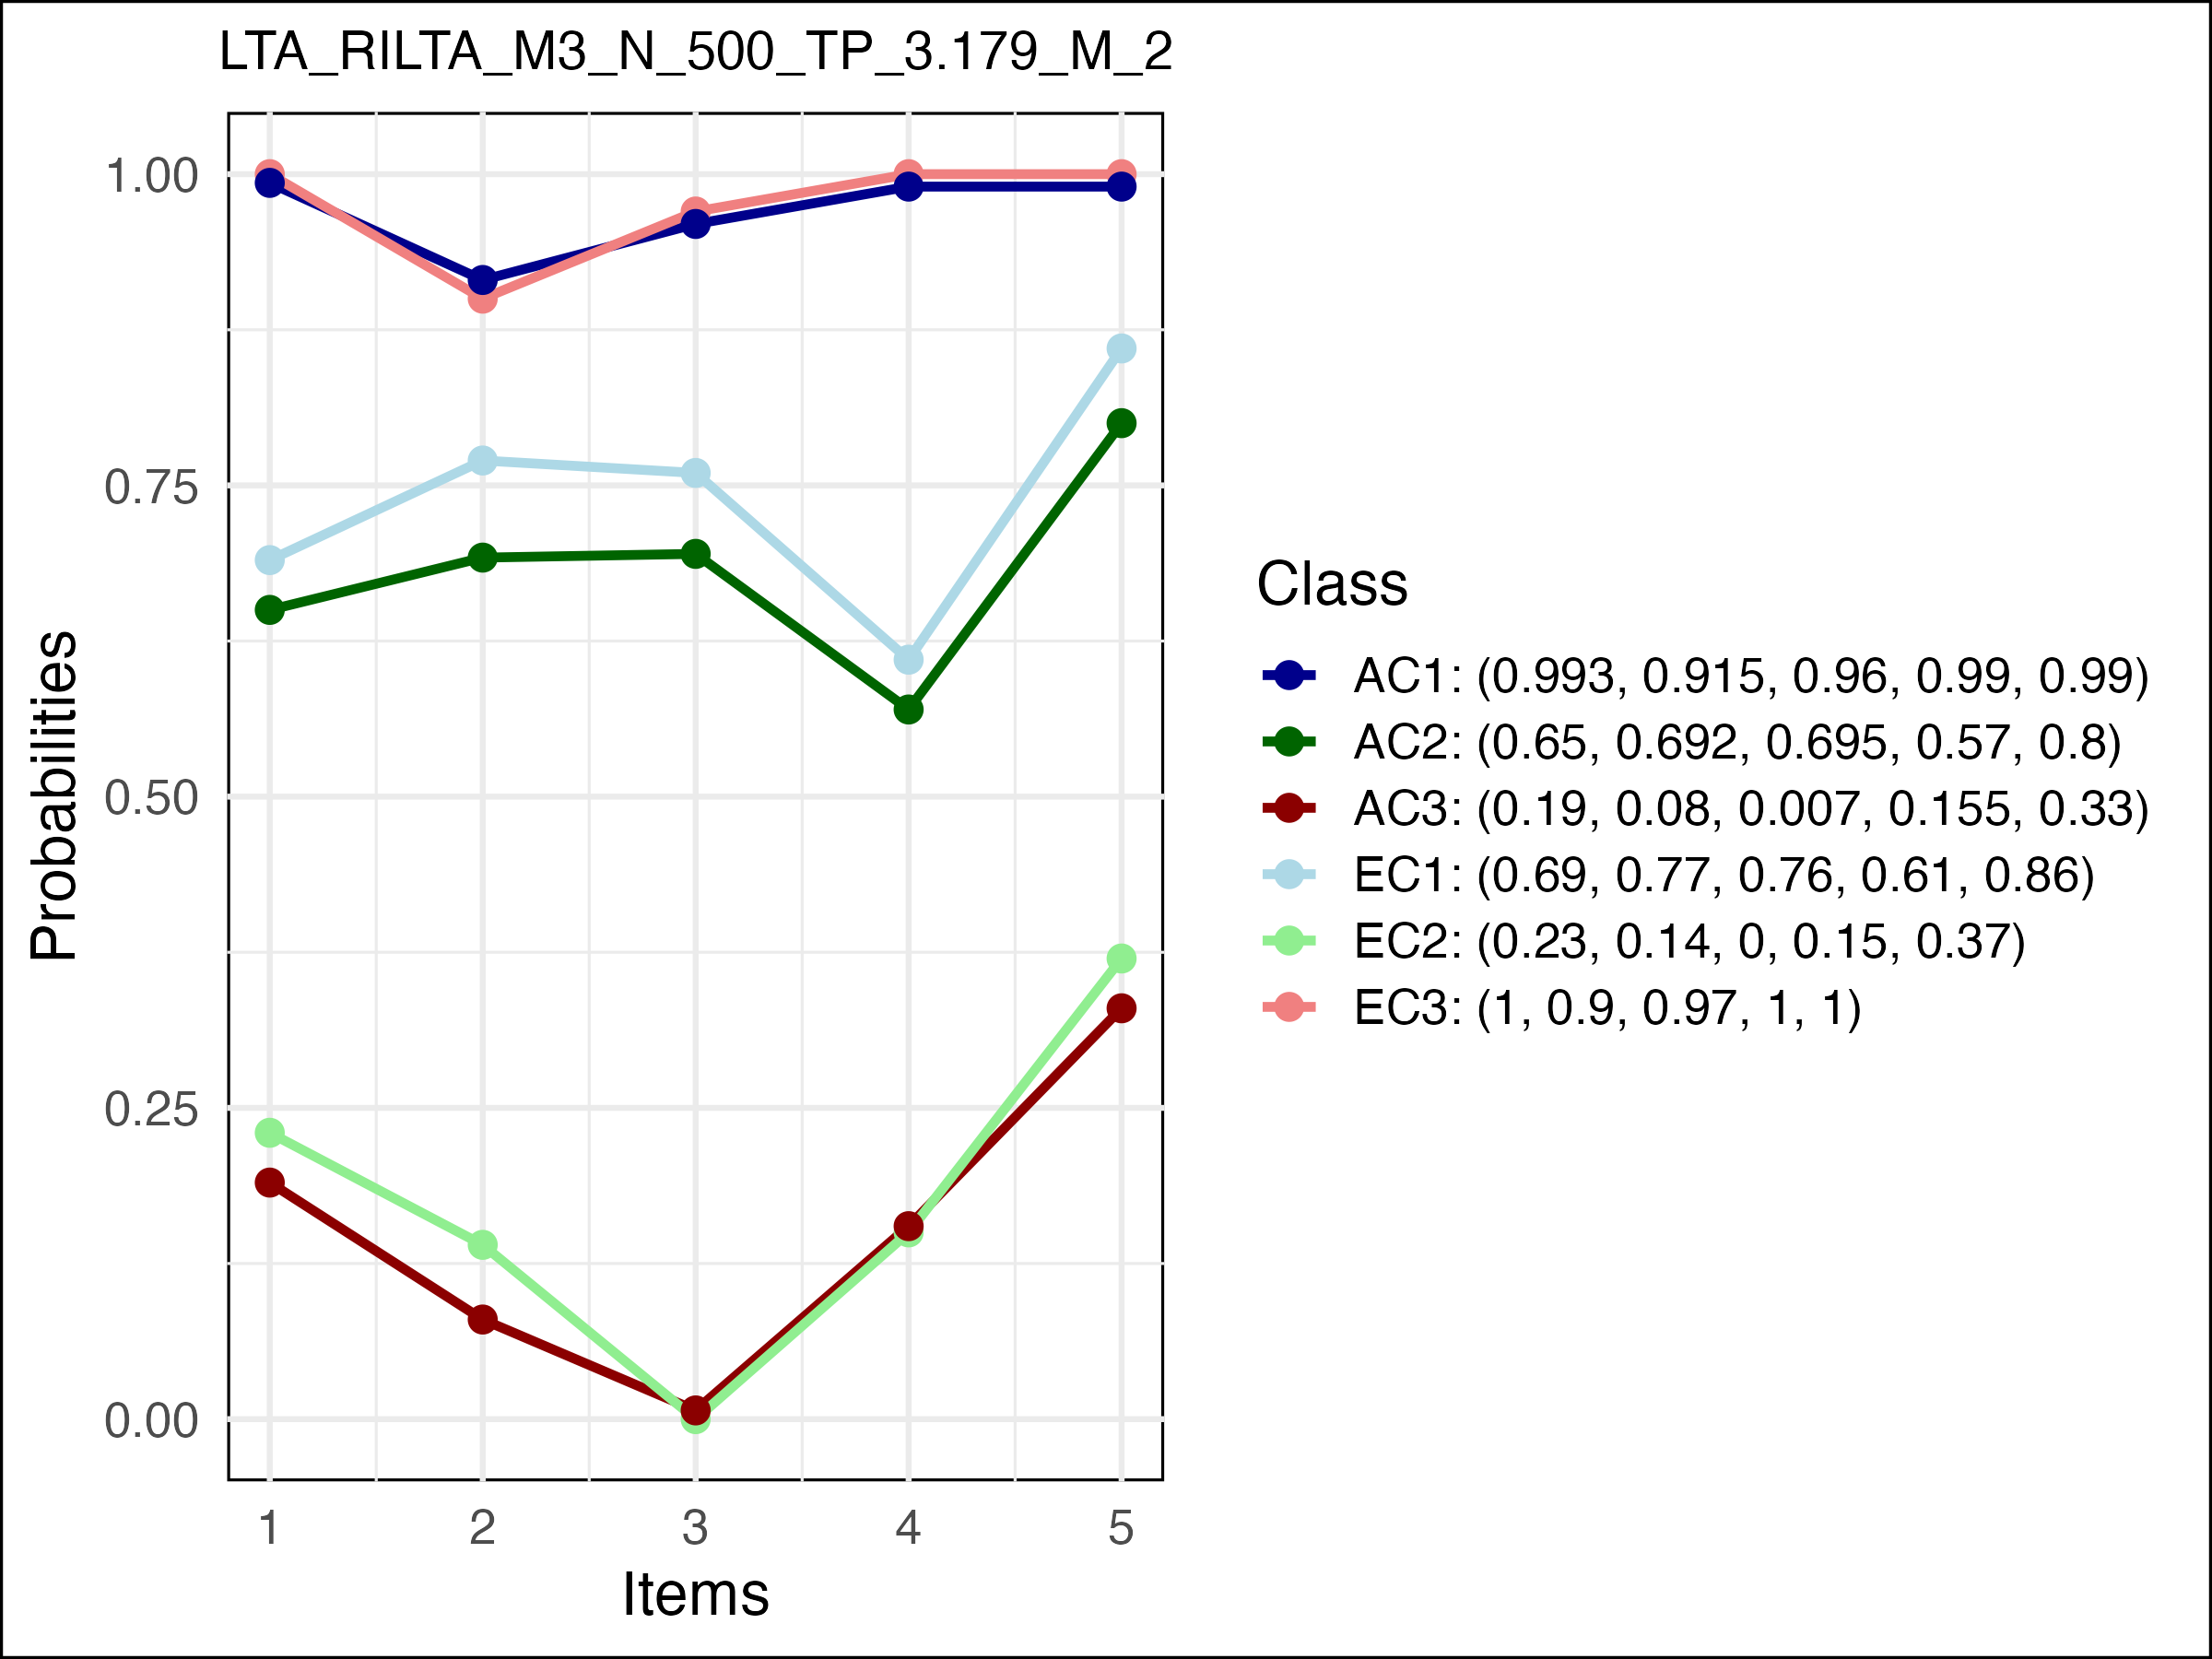 LTA_RILTA_M3_N_500_TP_3.179_M_2
1.00
0.75
0.50
0.25
0.00
Probabilities
1 2 3 4 5
Items
Class
AC1: (0.993, 0.915, 0.96, 0.99, 0.99)
AC2: (0.65, 0.692, 0.695, 0.57, 0.8)
AC3: (0.19, 0.08, 0.007, 0.155, 0.33)
EC1: (0.69, 0.77, 0.76, 0.61, 0.86)
EC2: (0.23, 0.14, 0, 0.15, 0.37)
EC3: (1, 0.9, 0.97, 1, 1)